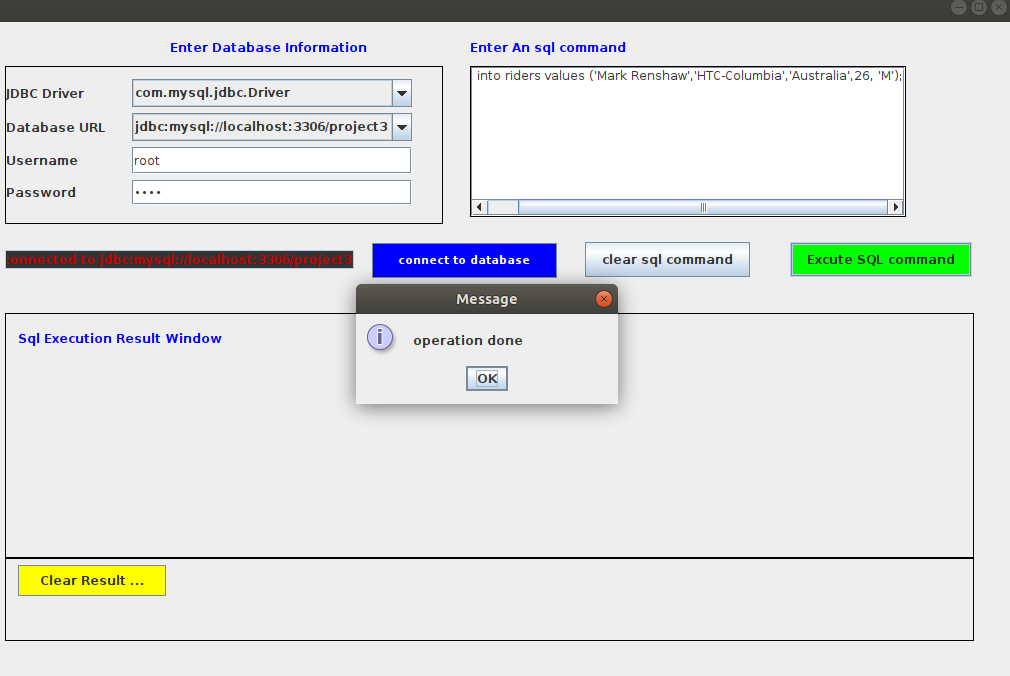 Enter Database Information
Enter An sql command
JDBC Driver
com.mysql.jdbc.Driver
Database URL
jdbc:mysql://localhost:3306/project3
Username
root
Password
••••
into riders values ('Mark Renshaw','HTC-Columbia','Australia',26, 'M');
onnected to jdbc:mysql://localhost:3306/project3
connect to database
clear sql command
Excute SQL command
Message
operation done
OK
Sql Execution Result Window
Clear Result ...